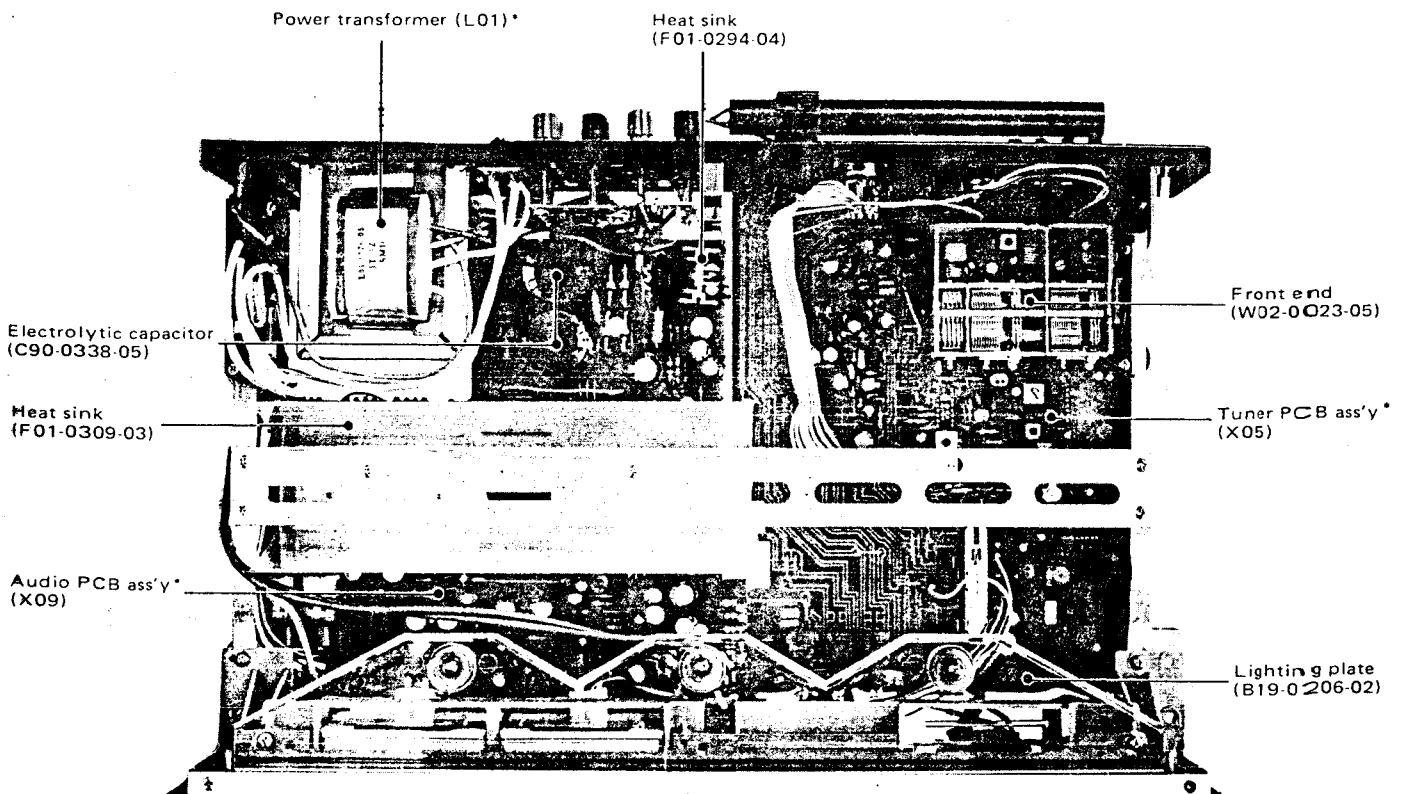 Power transformer (L01)*
Heat sink
(F01-0294-04)
Electrolytic capacitor
(C90-0338-05)
Heat sink
(F01-0309-03)
Audio PCB ass'y*
(X09)
Front end
(W02-0023-05)
Tuner PCB ass'y*
(X05)
Lighting plate
(B19-0206-02)